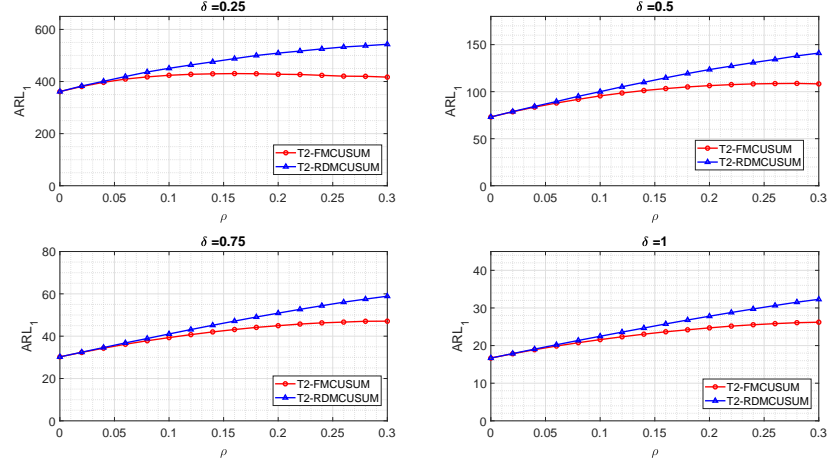 δ =0.25
600
400
200
0
ARL1
0
0.05
0.1
0.15
0.2
0.25
0.3
ρ
T2-FMCUSUM
T2-RDMCUSUM
δ =0.5
150
100
50
0
ARL1
0
0.05
0.1
0.15
0.2
0.25
0.3
ρ
T2-FMCUSUM
T2-RDMCUSUM
δ =0.75
80
60
40
20
0
ARL1
0
0.05
0.1
0.15
0.2
0.25
0.3
ρ
T2-FMCUSUM
T2-RDMCUSUM
δ =1
40
30
20
10
0
ARL1
0
0.05
0.1
0.15
0.2
0.25
0.3
ρ
T2-FMCUSUM
T2-RDMCUSUM